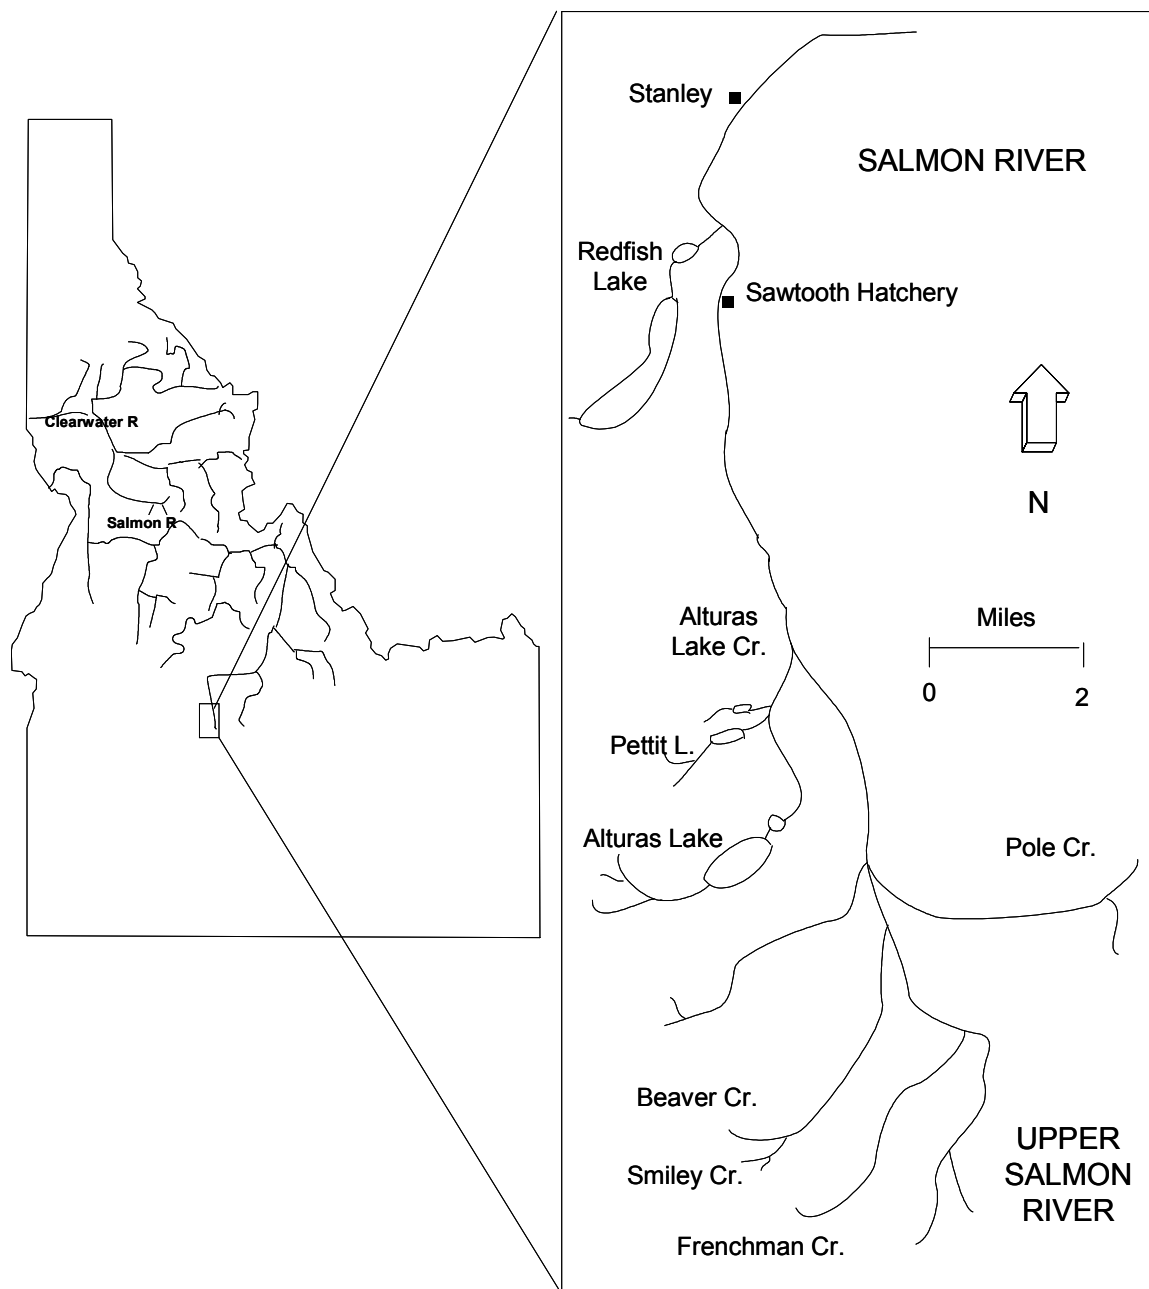 Stanley
SALMON RIVER
Redfish
Lake
Sawtooth Hatchery
Clearwater R
N
Salmon R
Alturas
Lake Cr.
Miles
0
2
Pettit L.
Alturas Lake
Pole Cr.
Beaver Cr.
Smiley Cr.
UPPER
SALMON
RIVER
Frenchman Cr.